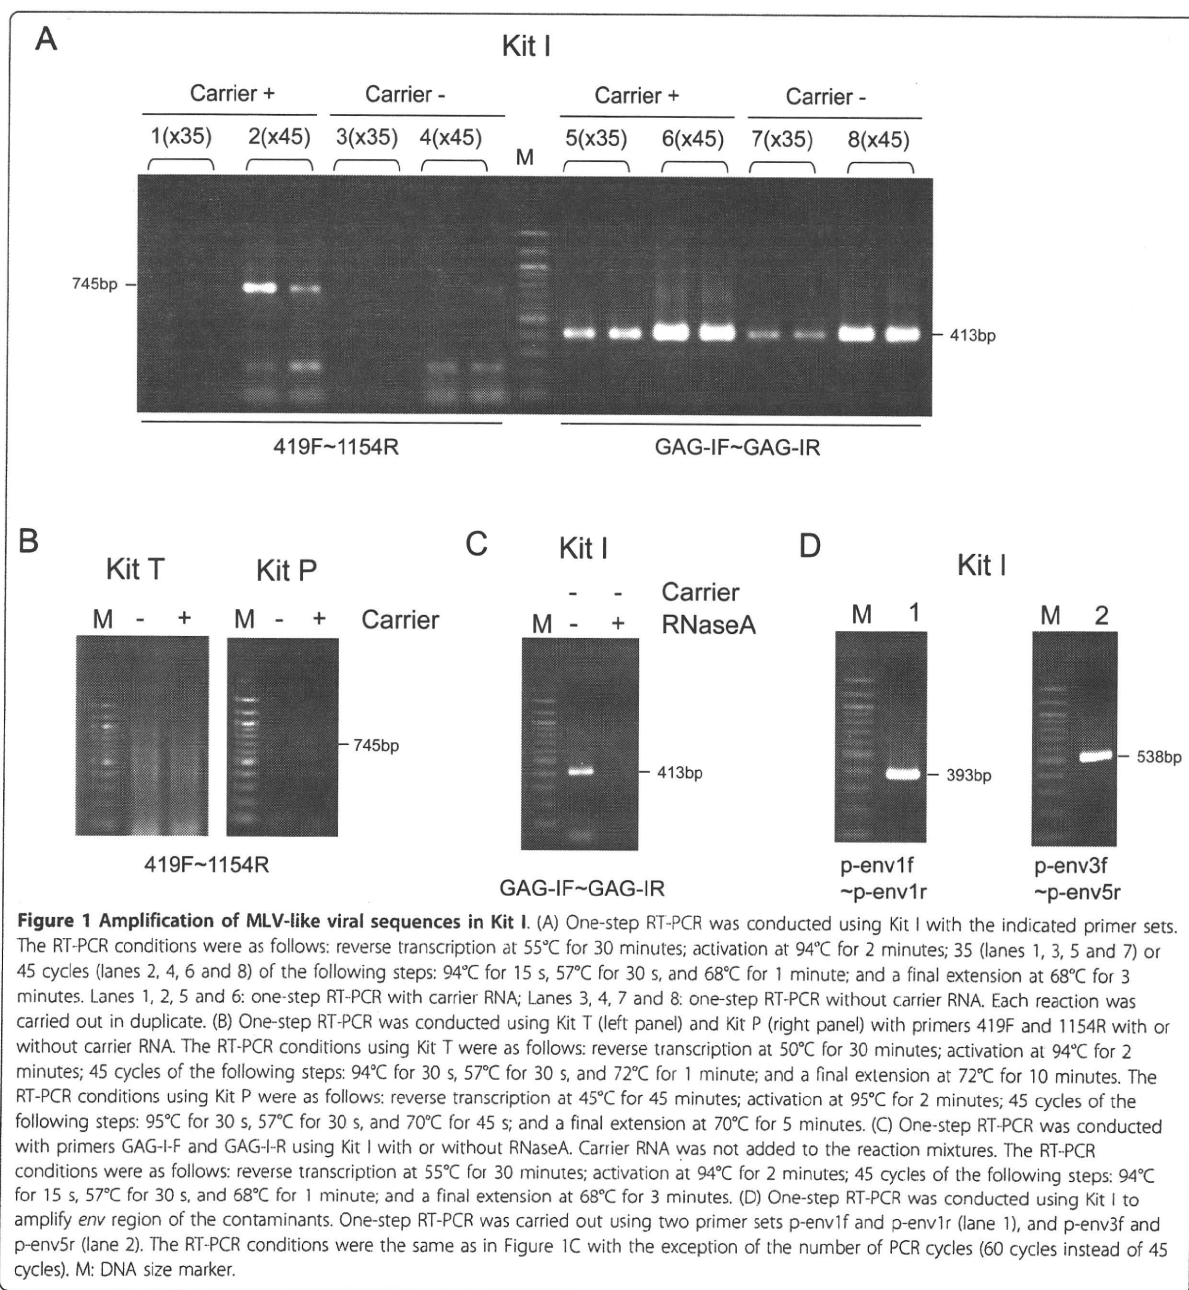 A
Kit I
Carrier + Carrier - Carrier + Carrier -
1(x35) 2(x45) 3(x35) 4(x45) M 5(x35) 6(x45) 7(x35) 8(x45)
745bp
413bp
419F~1154R GAG-IF~GAG-IR
B
Kit T Kit P
M - + M - + Carrier
745bp
419F~1154R
C
Kit I
- - Carrier
M - + RNaseA
413bp
GAG-IF~GAG-IR
D
Kit I
M 1 M 2
393bp
538bp
p-env1f p-env3f
~p-env1r ~p-env5r
Figure 1 Amplification of MLV-like viral sequences in Kit I. (A) One-step RT-PCR was conducted using Kit I with the indicated primer sets.
The RT-PCR conditions were as follows: reverse transcription at 55°C for 30 minutes; activation at 94°C for 2 minutes; 35 (lanes 1, 3, 5 and 7) or
45 cycles (lanes 2, 4, 6 and 8) of the following steps: 94°C for 15 s, 57°C for 30 s, and 68°C for 1 minute; and a final extension at 68°C for 3
minutes. Lanes 1, 2, 5 and 6: one-step RT-PCR with carrier RNA; Lanes 3, 4, 7 and 8: one-step RT-PCR without carrier RNA. Each reaction was
carried out in duplicate. (B) One-step RT-PCR was conducted using Kit T (left panel) and Kit P (right panel) with primers 419F and 1154R with or
without carrier RNA. The RT-PCR conditions using Kit T were as follows: reverse transcription at 50°C for 30 minutes; activation at 94°C for 2
minutes; 45 cycles of the following steps: 94°C for 30 s, 57°C for 30 s, and 72°C for 1 minute; and a final extension at 72°C for 10 minutes. The
RT-PCR conditions using Kit P were as follows: reverse transcription at 45°C for 45 minutes; activation at 95°C for 2 minutes; 45 cycles of the
following steps: 95°C for 30 s, 57°C for 30 s, and 70°C for 45 s; and a final extension at 70°C for 5 minutes. (C) One-step RT-PCR was conducted
with primers GAG-I-F and GAG-I-R using Kit I with or without RNaseA. Carrier RNA was not added to the reaction mixtures. The RT-PCR
conditions were as follows: reverse transcription at 55°C for 30 minutes; activation at 94°C for 2 minutes; 45 cycles of the following steps: 94°C
for 15 s, 57°C for 30 s, and 68°C for 1 minute; and a final extension at 68°C for 3 minutes. (D) One-step RT-PCR was conducted using Kit I to
amplify env region of the contaminants. One-step RT-PCR was carried out using two primer sets p-env1f and p-env1r (lane 1), and p-env3f and
p-env5r (lane 2). The RT-PCR conditions were the same as in Figure 1C with the exception of the number of PCR cycles (60 cycles instead of 45
cycles). M: DNA size marker.